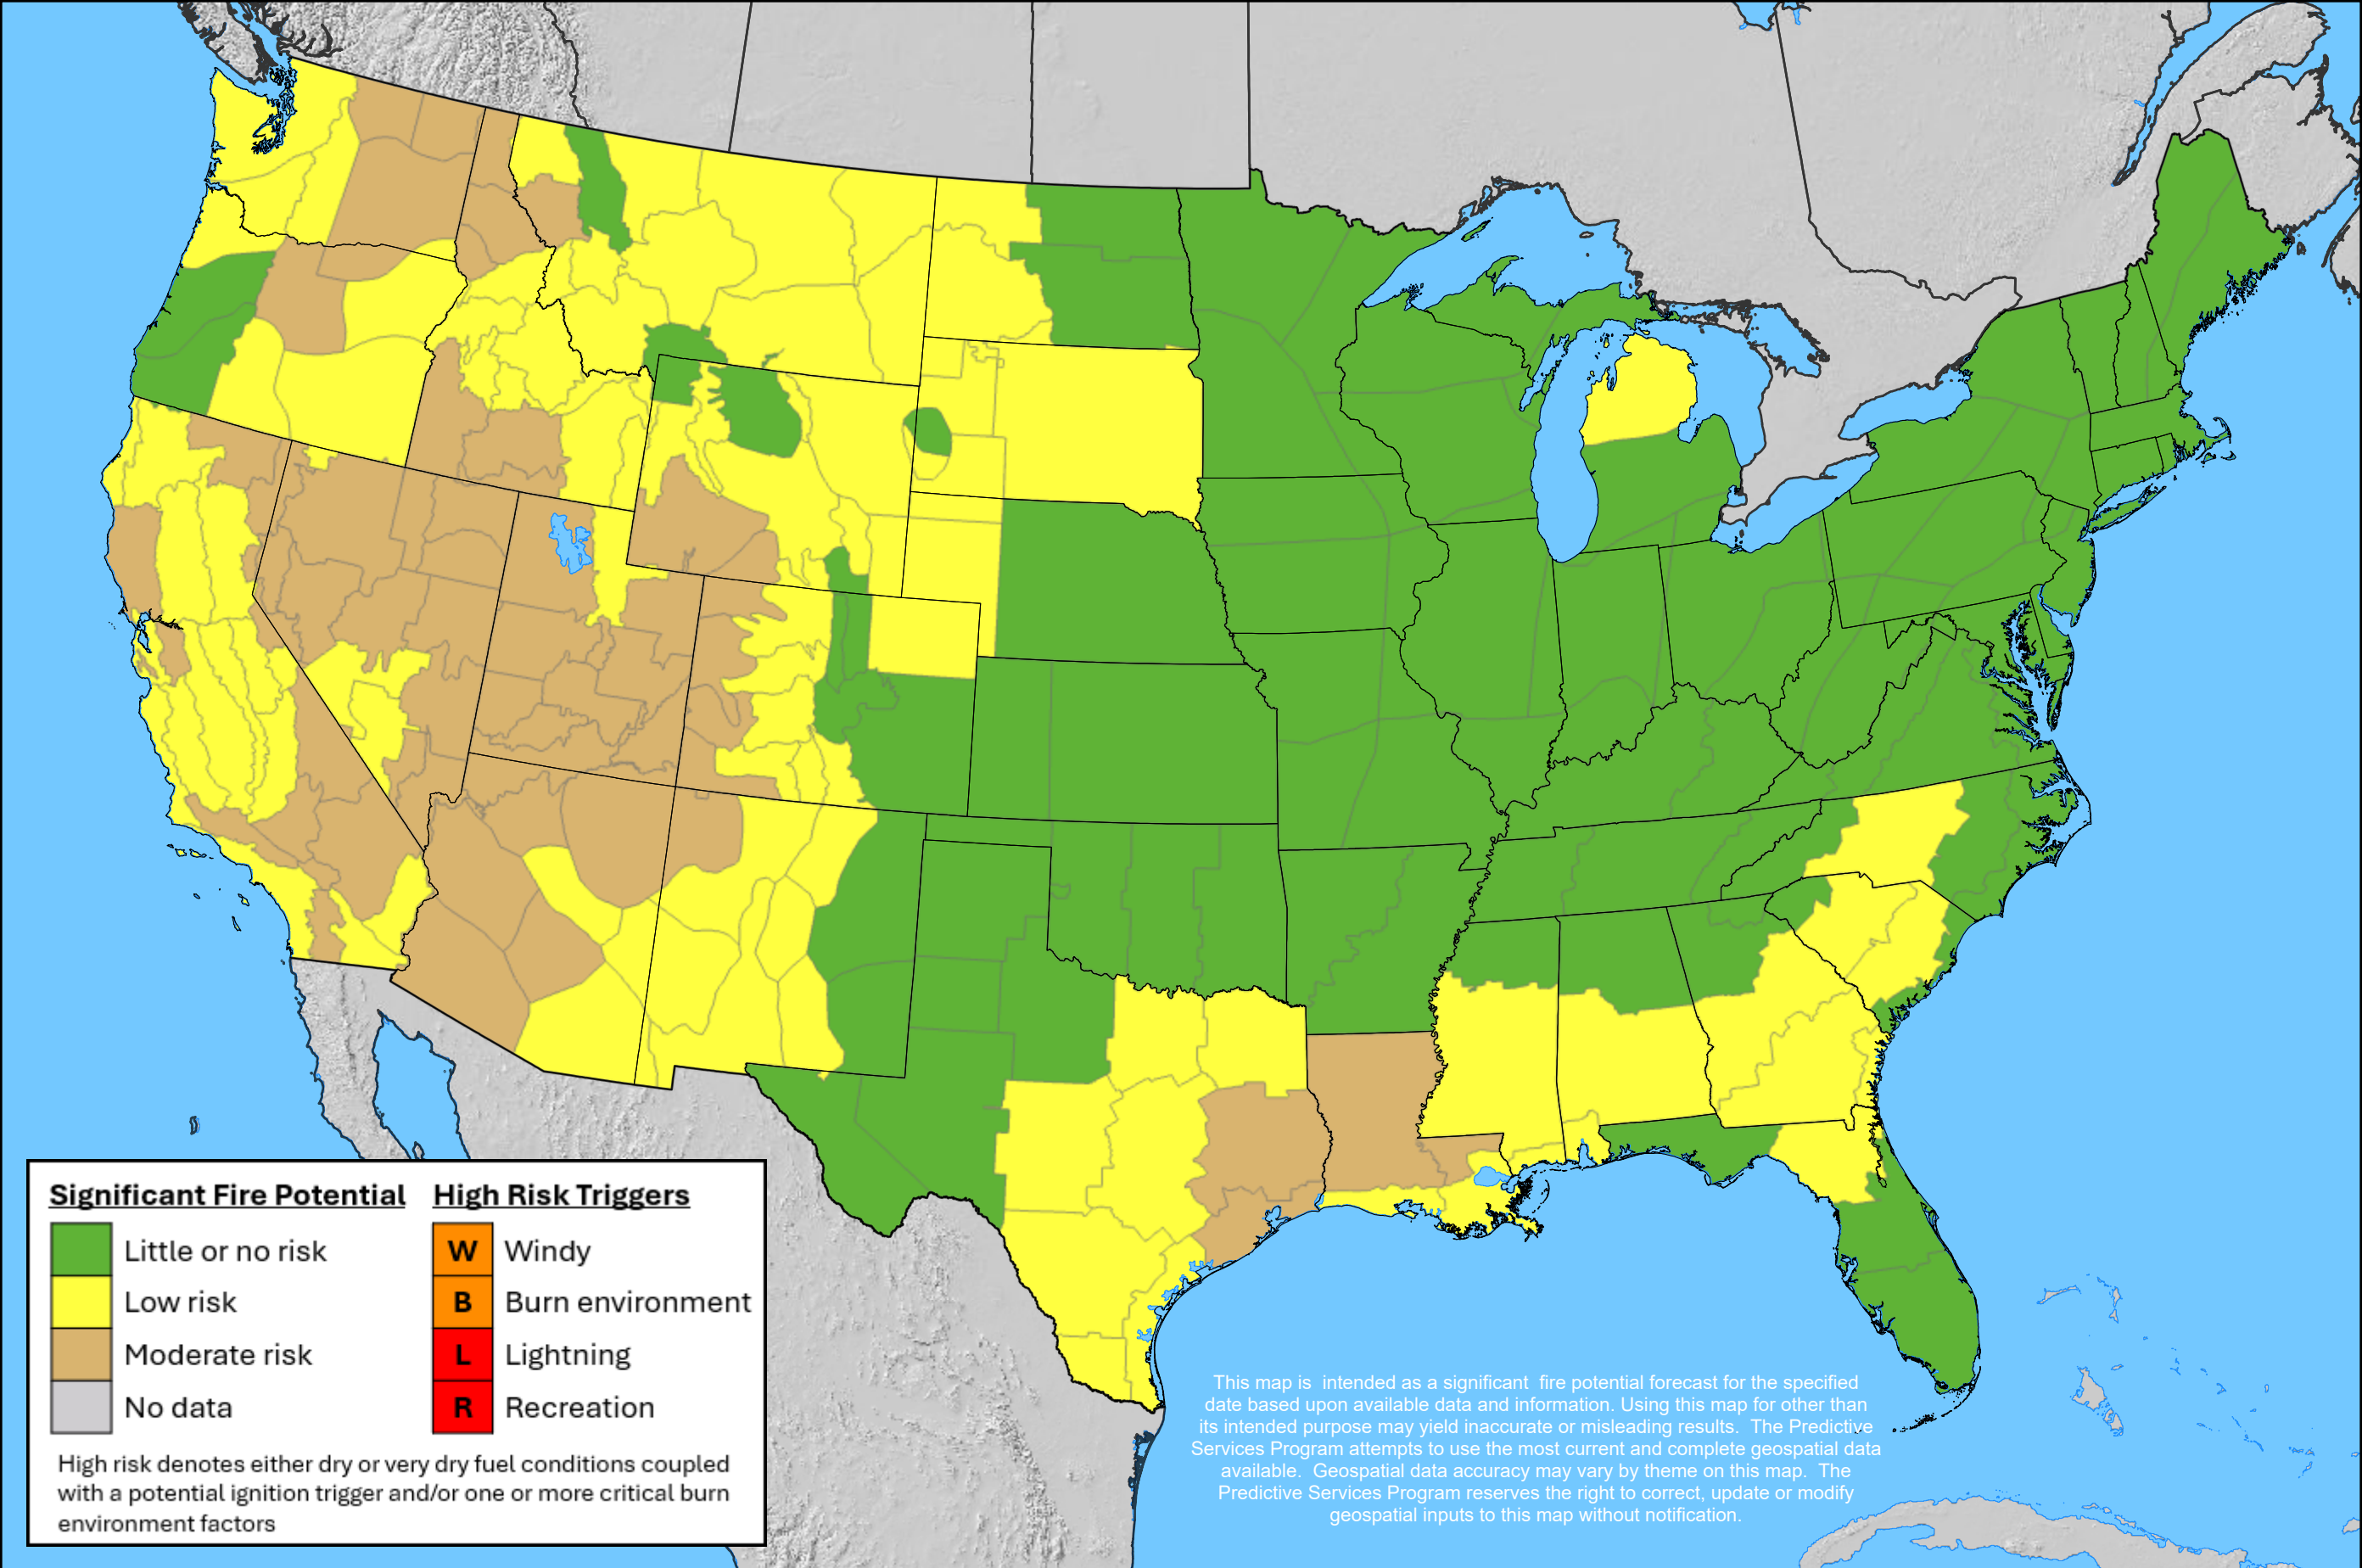 Significant Fire Potential
Little or no risk
Low risk
Moderate risk
No data
High Risk Triggers
W Windy
B Burn environment
L Lightning
R Recreation
High risk denotes either dry or very dry fuel conditions coupled
with a potential ignition trigger and/or one or more critical burn
environment factors
This map is intended as a significant fire potential forecast for the specified
date based upon available data and information. Using this map for other than
its intended purpose may yield inaccurate or misleading results. The Predictive
Services Program attempts to use the most current and complete geospatial data
available. Geospatial data accuracy may vary by theme on this map. The
Predictive Services Program reserves the right to correct, update or modify
geospatial inputs to this map without notification.